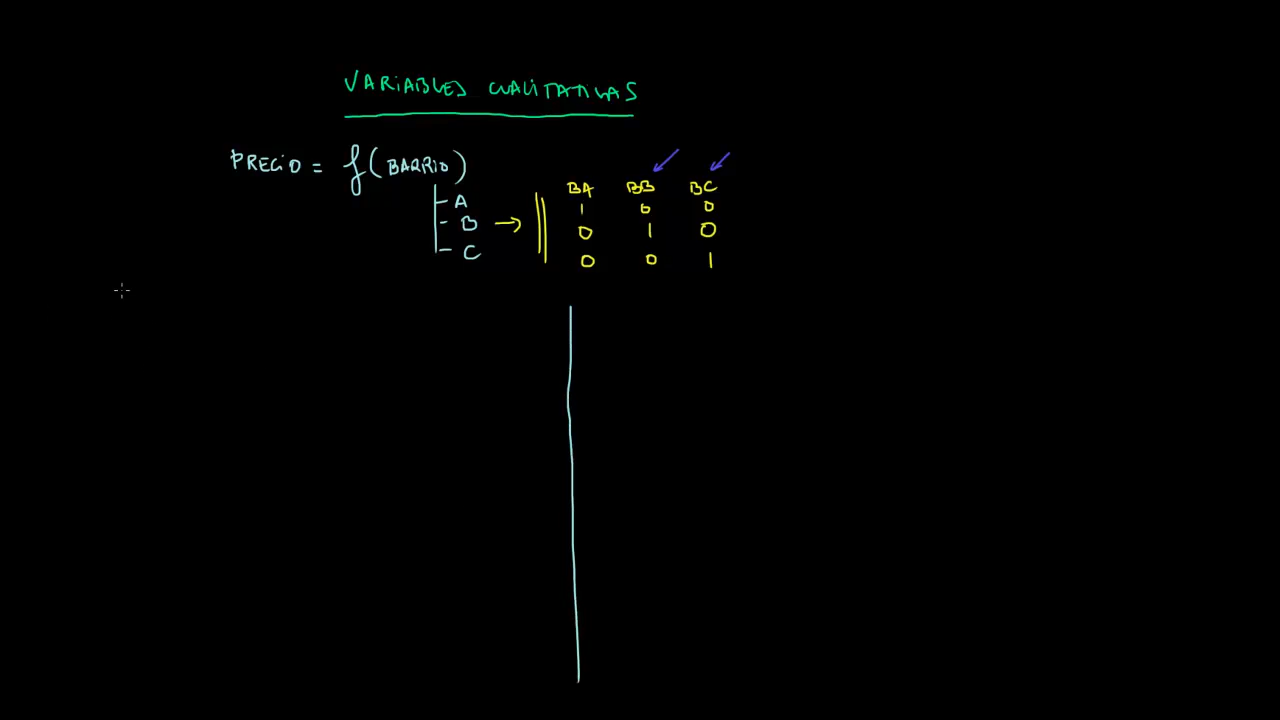 VARIABLES CUALITATIVAS
PRECIO = f(BARRIO)
BA BB BC
A 1 0 0
B → 0 1 0
C 0 0 1